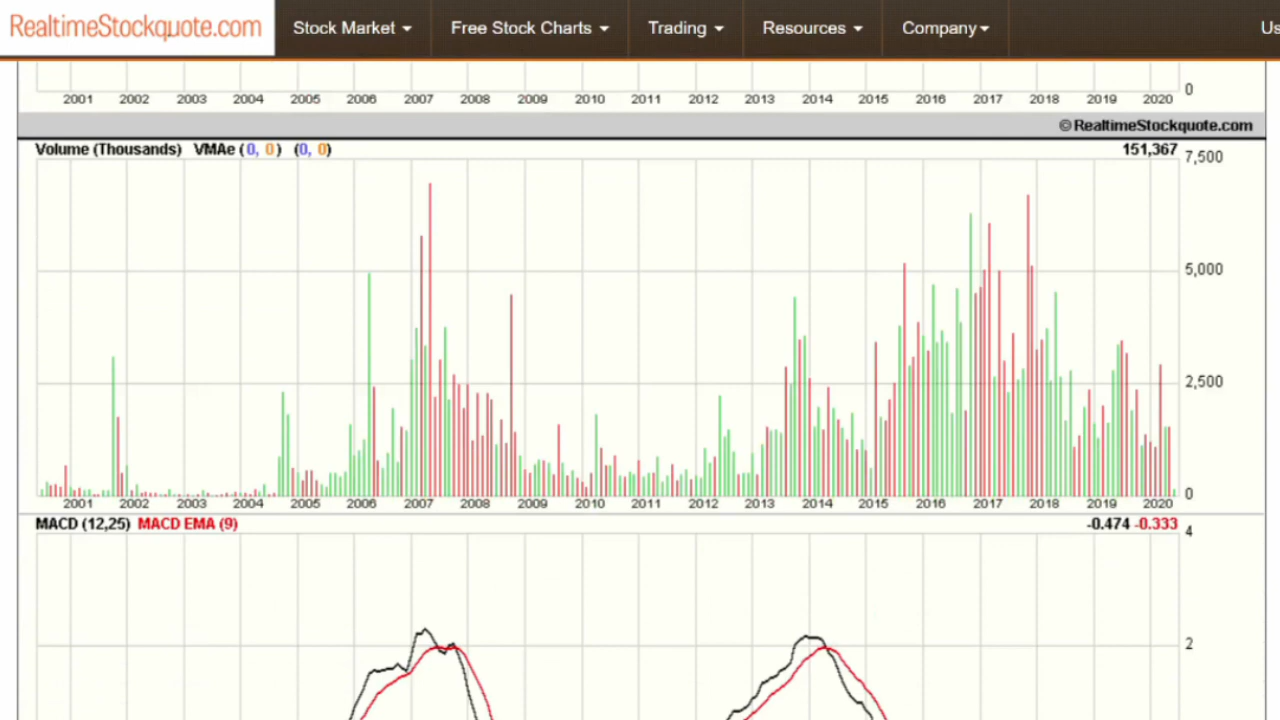 RealtimeStockquote.com Stock Market Free Stock Charts Trading Resources Company Us
2001 2002 2003 2004 2005 2006 2007 2008 2009 2010 2011 2012 2013 2014 2015 2016 2017 2018 2019 2020 0
© RealtimeStockquote.com
Volume (Thousands) VMAe (0, 0) (0, 0) 151,367 7,500
5,000
2,500
0
2001 2002 2003 2004 2005 2006 2007 2008 2009 2010 2011 2012 2013 2014 2015 2016 2017 2018 2019 2020
MACD (12,25) MACD EMA (9) -0.474 -0.333 4
2